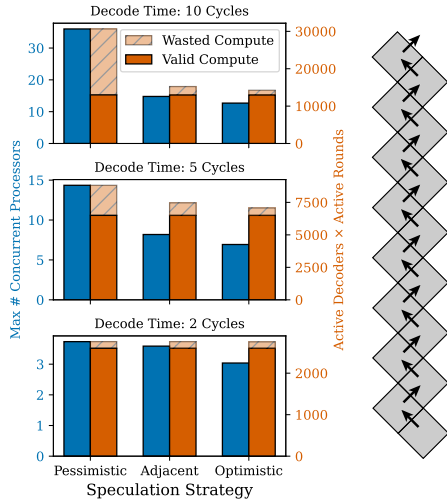 Decode Time: 10 Cycles
30
20
10
0
30000
20000
10000
0
Wasted Compute
Valid Compute
Decode Time: 5 Cycles
15
10
5
0
7500
5000
2500
0
Decode Time: 2 Cycles
3
2
1
0
2000
1000
0
Max # Concurrent Processors
Active Decoders × Active Rounds
Pessimistic Adjacent Optimistic
Speculation Strategy